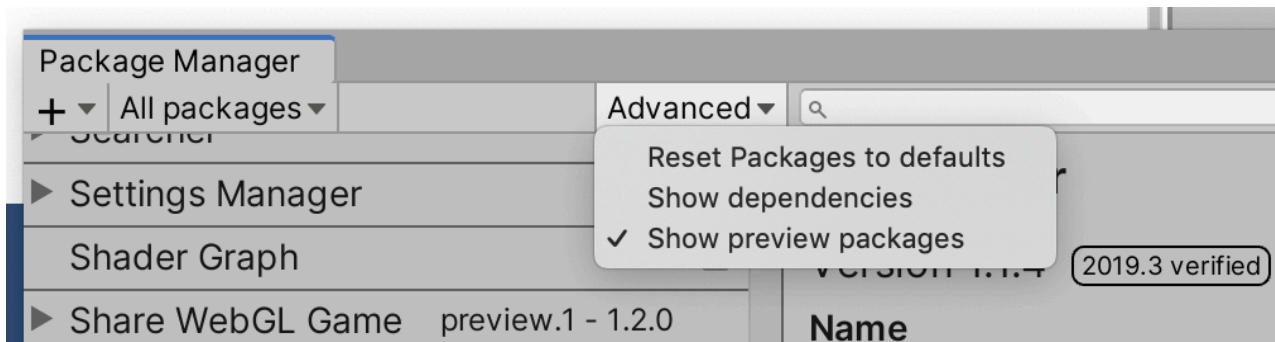 Package Manager
+ All packages Advanced
Searcher
Reset Packages to defaults
Settings Manager
Show dependencies
Show preview packages
Shader Graph
Version 1.1.4 2019.3 verified
Share WebGL Game preview.1 - 1.2.0
Name